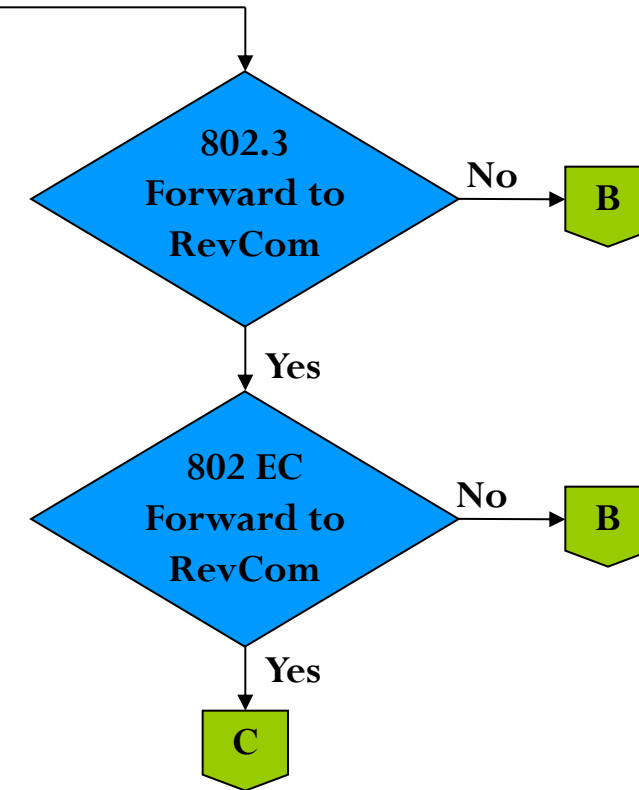 802.3
Forward to
RevCom
No
B
Yes
802 EC
Forward to
RevCom
No
B
Yes
C